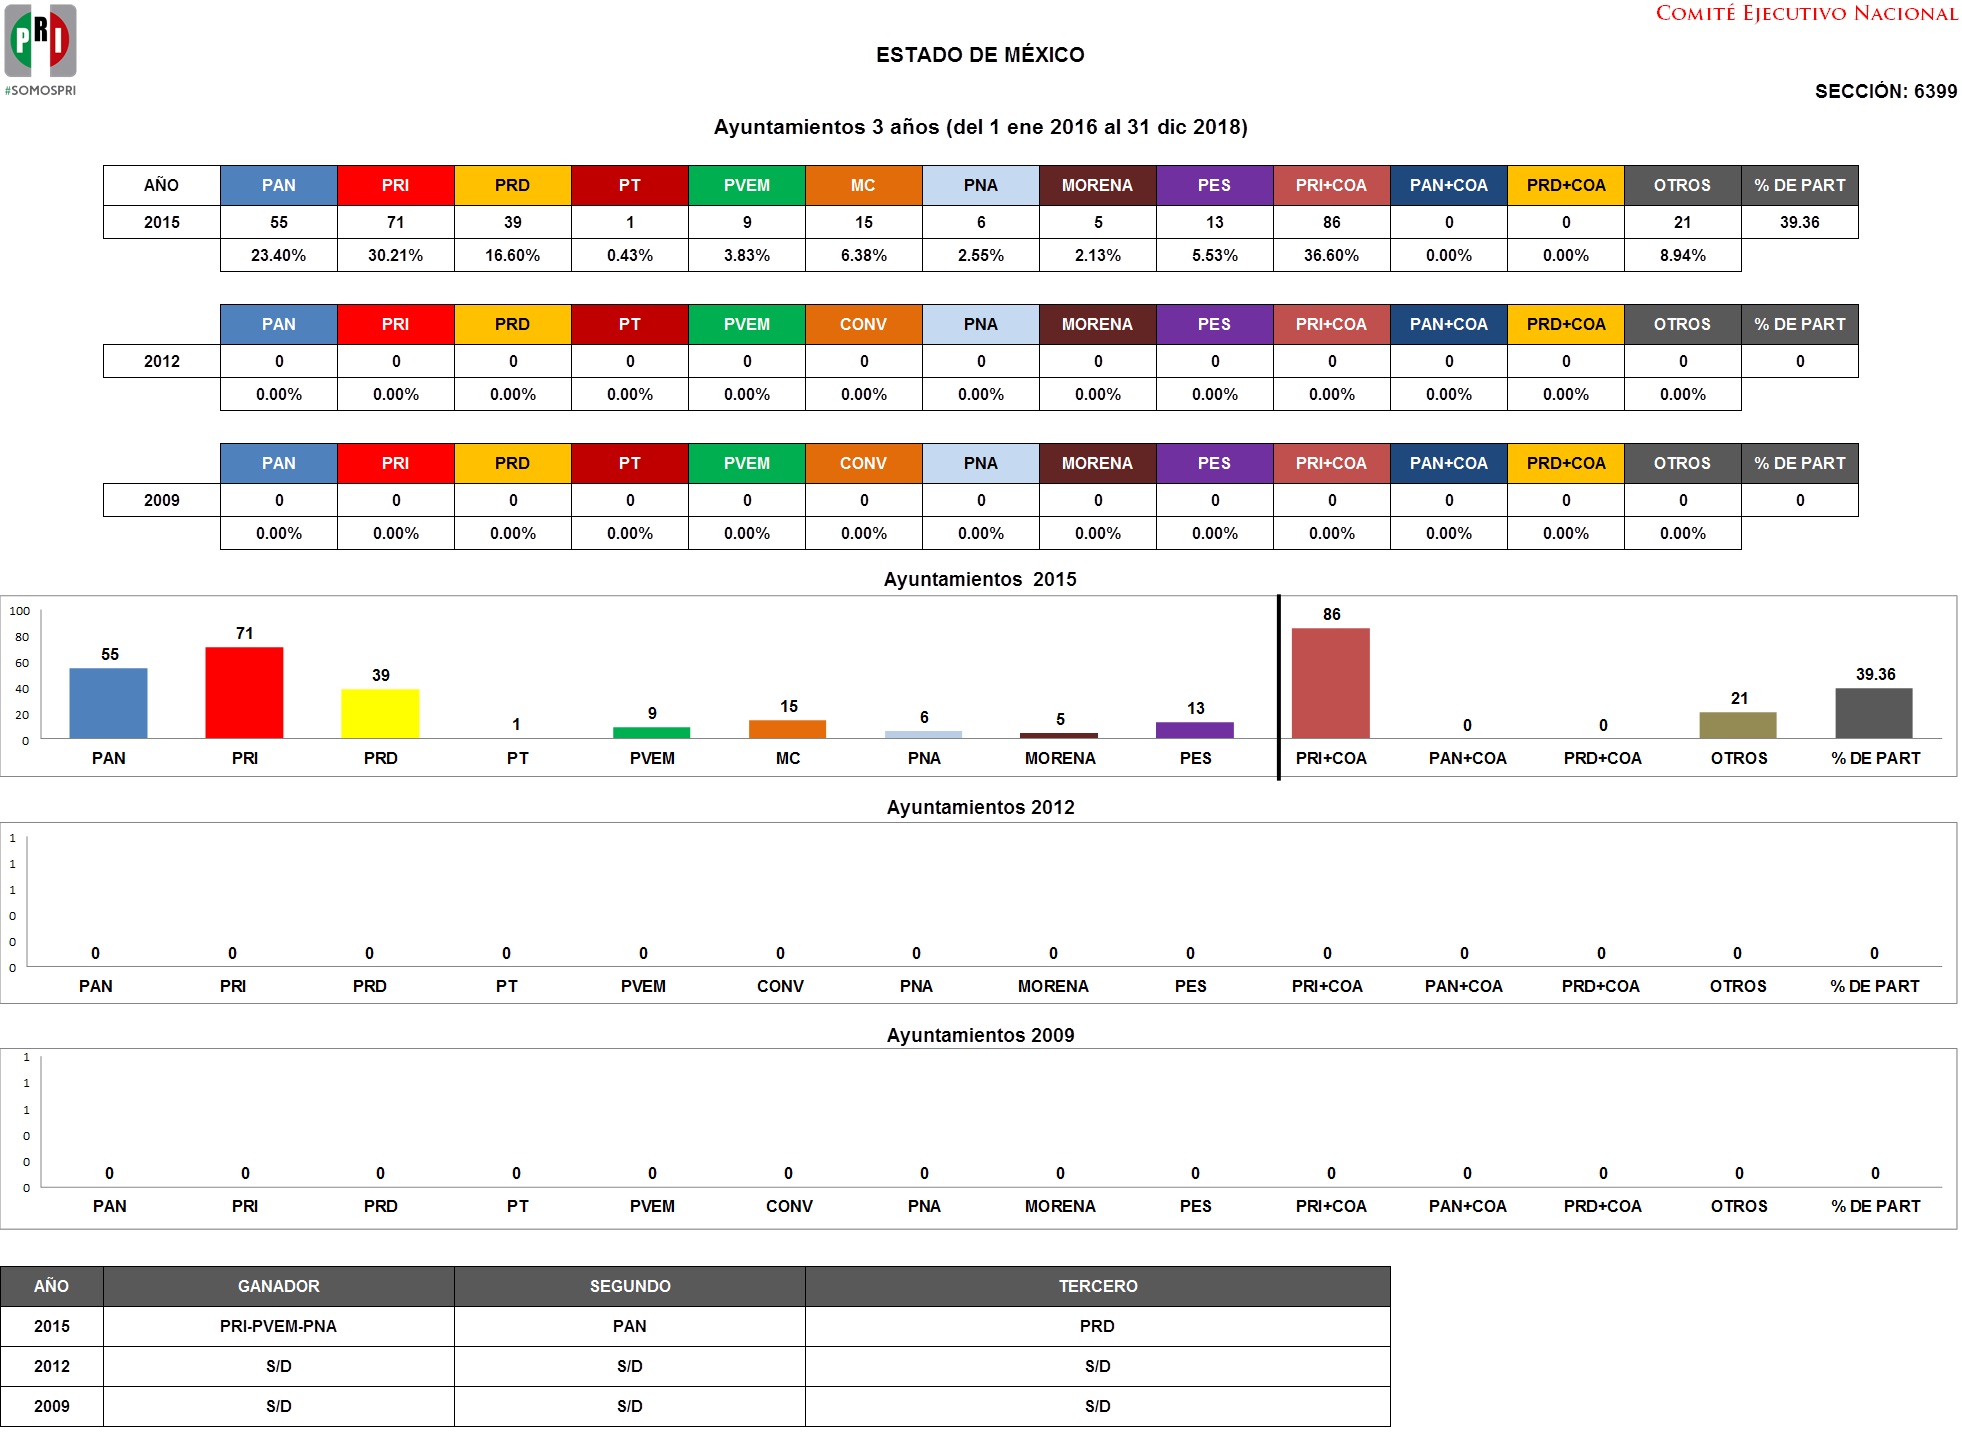 PRI
#SOMOSPRI
COMITÉ EJECUTIVO NACIONAL
ESTADO DE MÉXICO
SECCIÓN: 6399
Ayuntamientos 3 años (del 1 ene 2016 al 31 dic 2018)
AÑO PAN PRI PRD PT PVEM MC PNA MORENA PES PRI+COA PAN+COA PRD+COA OTROS % DE PART
2015 55 71 39 1 9 15 6 5 13 86 0 0 21 39.36
23.40% 30.21% 16.60% 0.43% 3.83% 6.38% 2.55% 2.13% 5.53% 36.60% 0.00% 0.00% 8.94%
PAN PRI PRD PT PVEM CONV PNA MORENA PES PRI+COA PAN+COA PRD+COA OTROS % DE PART
2012 0 0 0 0 0 0 0 0 0 0 0 0 0 0
0.00% 0.00% 0.00% 0.00% 0.00% 0.00% 0.00% 0.00% 0.00% 0.00% 0.00% 0.00% 0.00%
PAN PRI PRD PT PVEM CONV PNA MORENA PES PRI+COA PAN+COA PRD+COA OTROS % DE PART
2009 0 0 0 0 0 0 0 0 0 0 0 0 0 0
0.00% 0.00% 0.00% 0.00% 0.00% 0.00% 0.00% 0.00% 0.00% 0.00% 0.00% 0.00% 0.00%
Ayuntamientos 2015
100
80
60
40
20
0
55 71 39 1 9 15 6 5 13 86 0 0 21 39.36
PAN PRI PRD PT PVEM MC PNA MORENA PES PRI+COA PAN+COA PRD+COA OTROS % DE PART
Ayuntamientos 2012
1
1
1
0
0
0
0 0 0 0 0 0 0 0 0 0 0 0 0 0
PAN PRI PRD PT PVEM CONV PNA MORENA PES PRI+COA PAN+COA PRD+COA OTROS % DE PART
Ayuntamientos 2009
1
1
1
0
0
0
0 0 0 0 0 0 0 0 0 0 0 0 0 0
PAN PRI PRD PT PVEM CONV PNA MORENA PES PRI+COA PAN+COA PRD+COA OTROS % DE PART
AÑO GANADOR SEGUNDO TERCERO
2015 PRI-PVEM-PNA PAN PRD
2012 S/D S/D S/D
2009 S/D S/D S/D